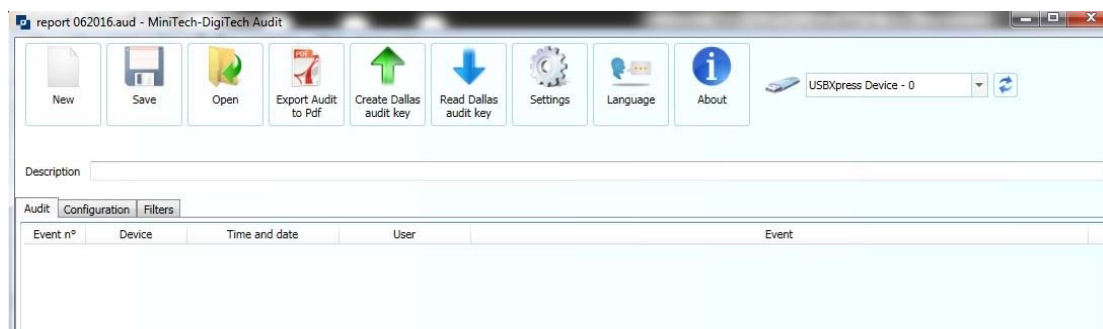 report 062016.aud - MiniTech-DigiTech Audit
PDF
New Save Open Export Audit to Pdf Create Dallas audit key Read Dallas audit key Settings Language About USBXpress Device - 0
Description
Audit Configuration Filters
Event nº Device Time and date User Event